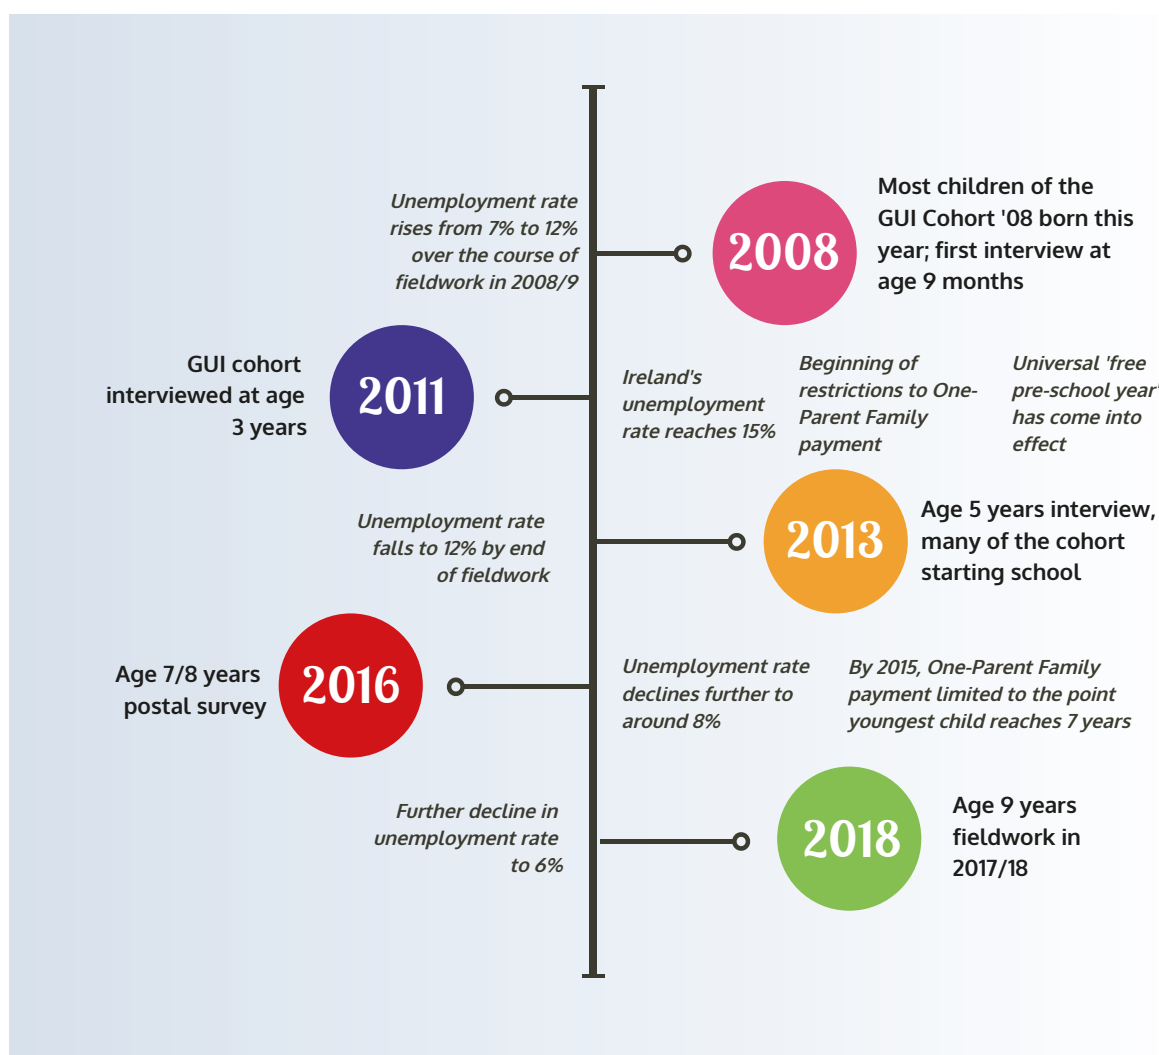 Unemployment rate
rises from 7% to 12%
over the course of
fieldwork in 2008/9
2008
Most children of the
GUI Cohort '08 born this
year; first interview at
age 9 months
GUI cohort
interviewed at age
3 years
2011
Ireland's
unemployment
rate reaches 15%
Beginning of
restrictions to One-
Parent Family
payment
Universal 'free
pre-school year'
has come into
effect
Unemployment rate
falls to 12% by end
of fieldwork
2013
Age 5 years interview,
many of the cohort
starting school
Age 7/8 years
postal survey
2016
Unemployment rate
declines further to
around 8%
By 2015, One-Parent Family
payment limited to the point
youngest child reaches 7 years
Further decline in
unemployment rate
to 6%
2018
Age 9 years
fieldwork in
2017/18